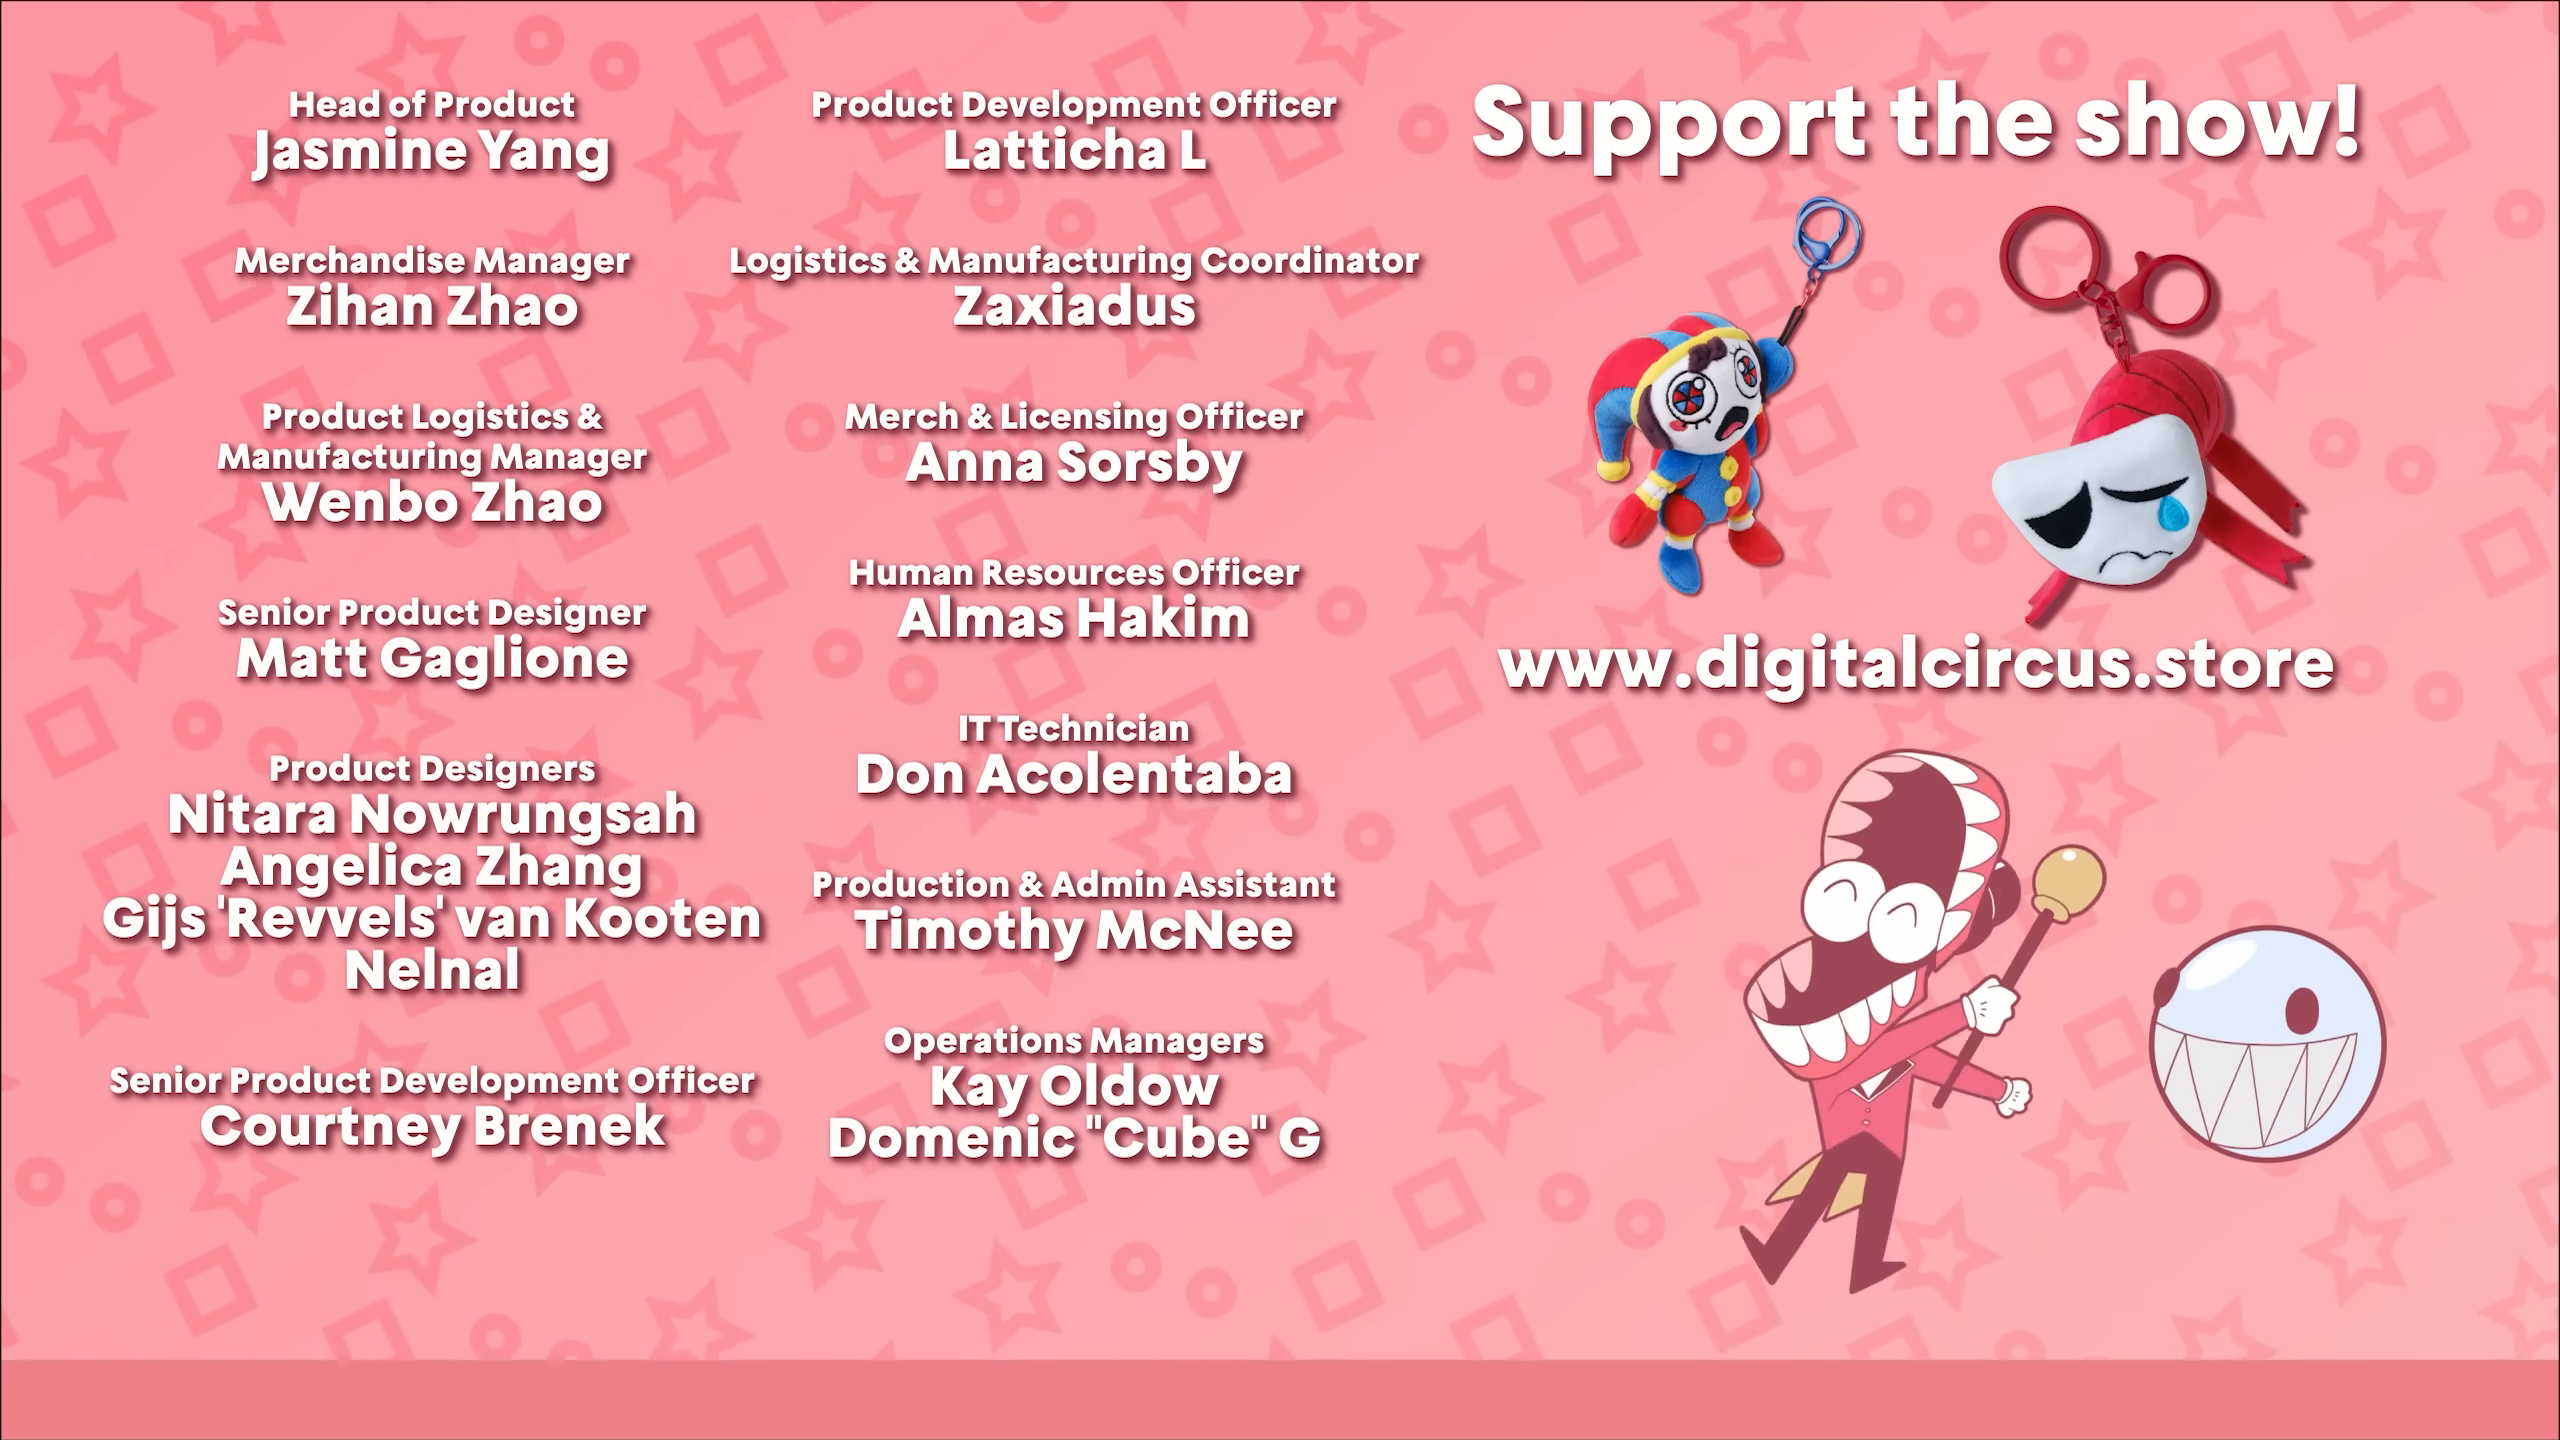 Head of Product
Jasmine Yang
Merchandise Manager
Zihan Zhao
Product Logistics &
Manufacturing Manager
Wenbo Zhao
Senior Product Designer
Matt Gaglione
Product Designers
Nitara Nowrungsah
Angelica Zhang
Gijs 'Revvels' van Kooten
Nelnal
Senior Product Development Officer
Courtney Brenek
Product Development Officer
Latticha L
Logistics & Manufacturing Coordinator
Zaxiadus
Merch & Licensing Officer
Anna Sorsby
Human Resources Officer
Almas Hakim
IT Technician
Don Acolentaba
Production & Admin Assistant
Timothy McNee
Operations Managers
Kay Oldow
Domenic "Cube" G
Support the show!
www.digitalcircus.store